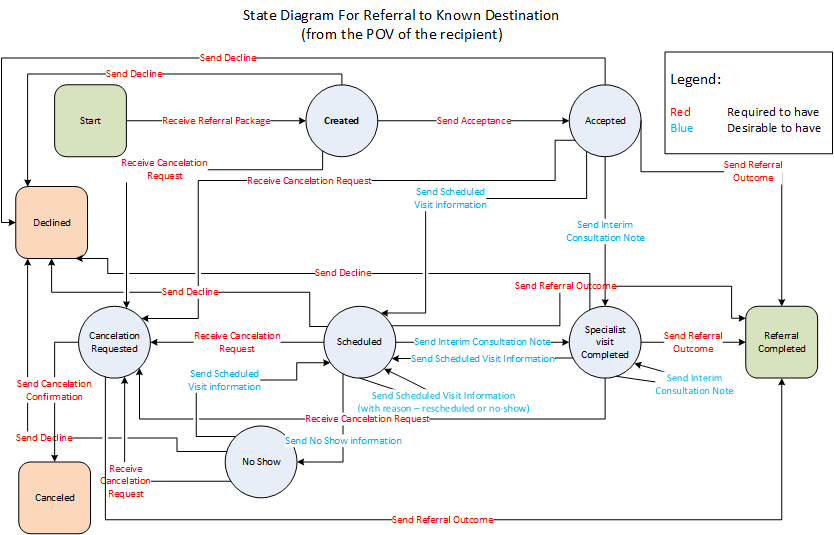 State Diagram For Referral to Known Destination
(from the POV of the recipient)
Send Decline
Send Decline
Legend:
Red Required to have
Blue Desirable to have
Start
Receive Referral Package
Created
Send Acceptance
Accepted
Receive Cancelation
Request
Receive Cancelation Request
Send Referral
Outcome
Send Scheduled
Visit information
Declined
Send Interim
Consultation Note
Send Decline
Send Decline
Send Referral Outcome
Cancelation
Requested
Receive Cancelation
Request
Scheduled
Send Interim Consultation Note
Specialist
visit
Completed
Send Referral
Outcome
Referral
Completed
Send Scheduled Visit Information
Send Scheduled
Visit information
Send Interim
Consultation Note
Send Cancelation
Confirmation
Send Scheduled Visit Information
(with reason – rescheduled or no-show)
Receive Cancelation Request
Send Decline
Send No Show information
No Show
Receive
Cancelation
Request
Canceled
Send Referral Outcome